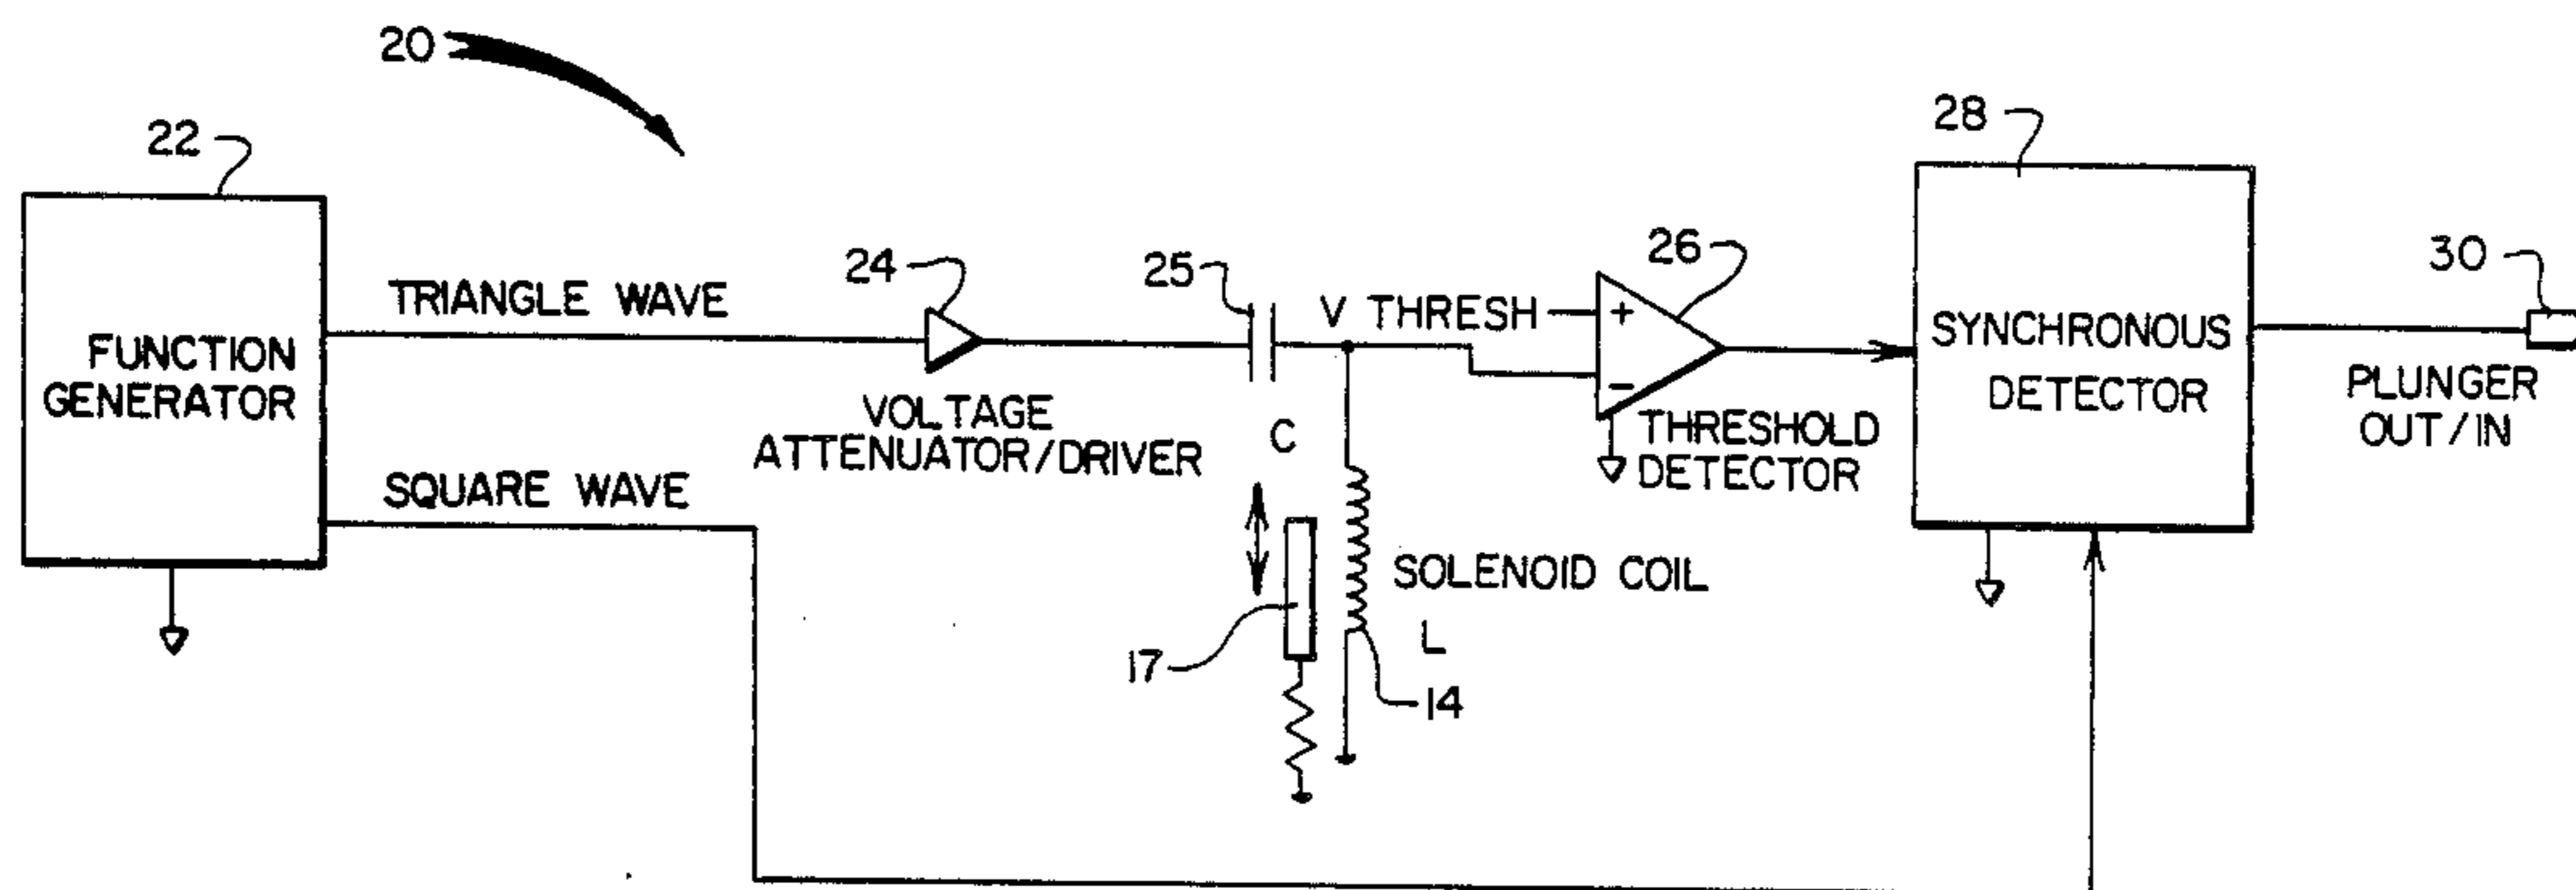 20
22
FUNCTION
GENERATOR
TRIANGLE WAVE
SQUARE WAVE
24
VOLTAGE
ATTENUATOR/DRIVER
25
C
V THRESH
+
−
26
THRESHOLD
DETECTOR
17
SOLENOID COIL
L
14
28
SYNCHRONOUS
DETECTOR
30
PLUNGER
OUT/IN